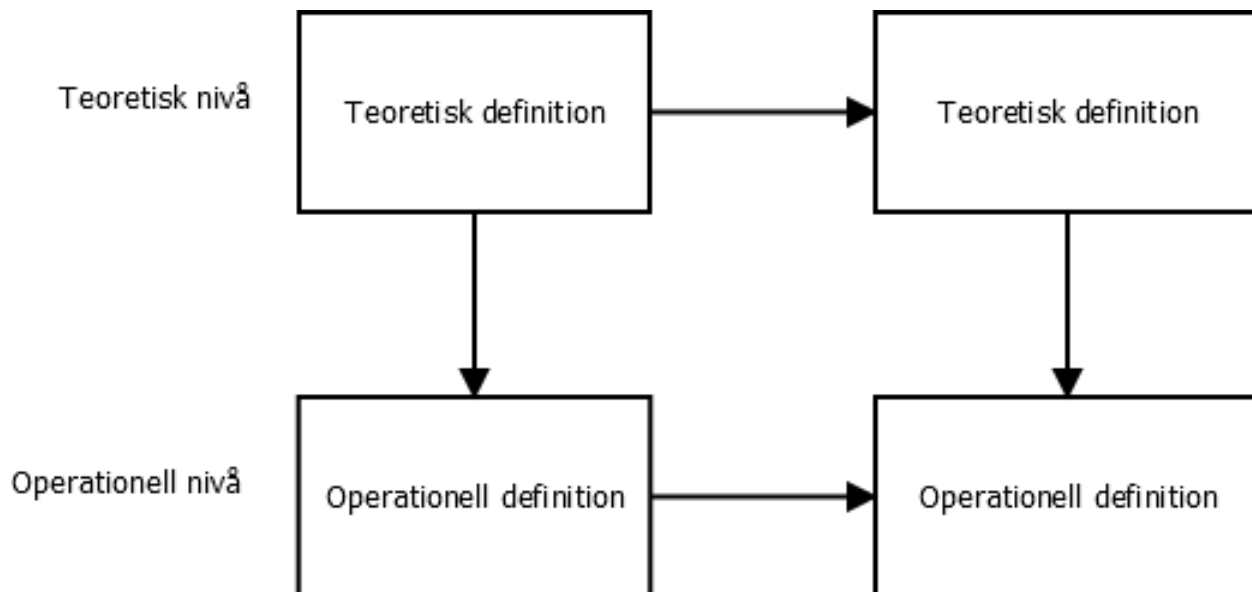 Teoretisk nivå
Teoretisk definition
Teoretisk definition
Operationell nivå
Operationell definition
Operationell definition